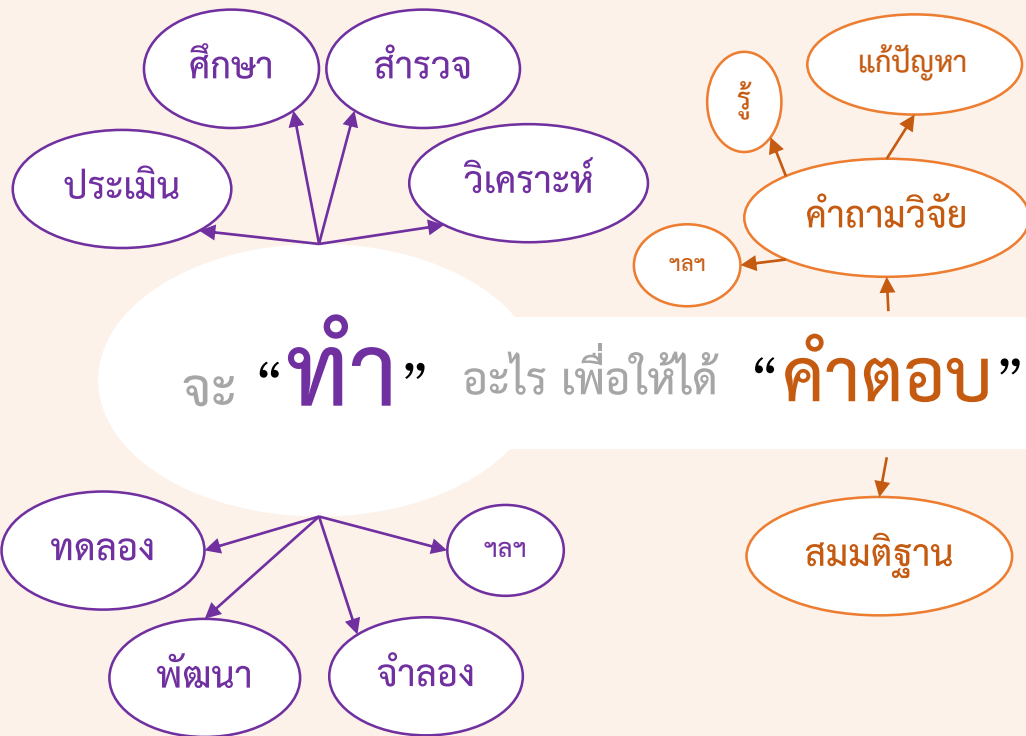 ศึกษา
สำรวจ
ประเมิน
วิเคราะห์
แก้ปัญหา
รู้
คำถามวิจัย
ฯลฯ
จะ “ทำ” อะไร เพื่อให้ได้ “คำตอบ”
ทดลอง
ฯลฯ
พัฒนา
จำลอง
สมมติฐาน